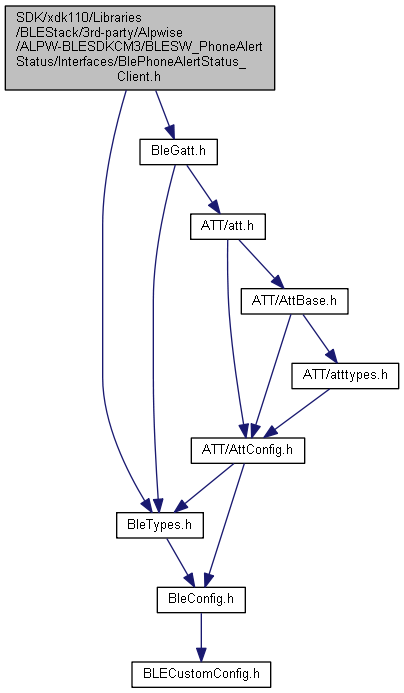 SDK/xdk110/Libraries
/BLEStack/3rd-party/Alpwise
/ALPW-BLESDKCM3/BLESW_PhoneAlert
Status/Interfaces/BlePhoneAlertStatus_
Client.h
BleGatt.h
ATT/att.h
ATT/AttBase.h
ATT/atttypes.h
ATT/AttConfig.h
BleTypes.h
BleConfig.h
BLECustomConfig.h